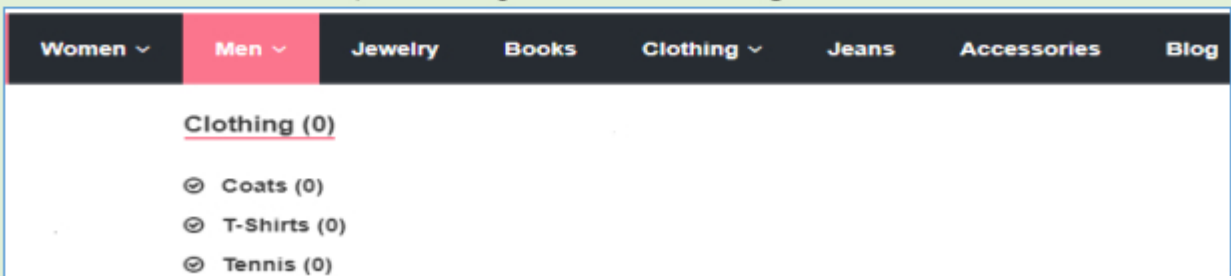 Women Men Jewelry Books Clothing Jeans Accessories Blog
Clothing (0)
Coats (0)
T-Shirts (0)
Tennis (0)